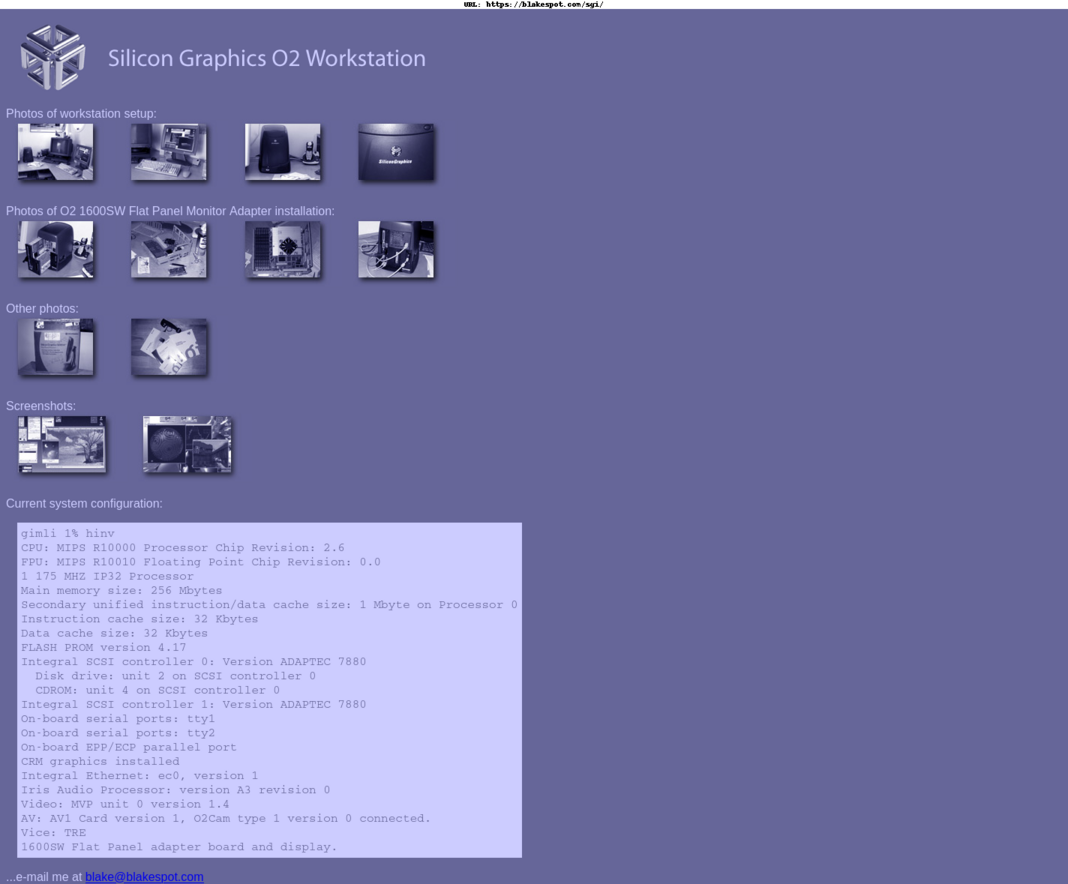 URL: https://blakespot.com/sgi/
Silicon Graphics O2 Workstation
Photos of workstation setup:
SiliconGraphics
Photos of O2 1600SW Flat Panel Monitor Adapter installation:
Other photos:
Screenshots:
Current system configuration:
gimli 1% hinv
CPU: MIPS R10000 Processor Chip Revision: 2.6
FPU: MIPS R10010 Floating Point Chip Revision: 0.0
1 175 MHZ IP32 Processor
Main memory size: 256 Mbytes
Secondary unified instruction/data cache size: 1 Mbyte on Processor 0
Instruction cache size: 32 Kbytes
Data cache size: 32 Kbytes
FLASH PROM version 4.17
Integral SCSI controller 0: Version ADAPTEC 7880
  Disk drive: unit 2 on SCSI controller 0
  CDROM: unit 4 on SCSI controller 0
Integral SCSI controller 1: Version ADAPTEC 7880
On-board serial ports: tty1
On-board serial ports: tty2
On-board EPP/ECP parallel port
CRM graphics installed
Integral Ethernet: ec0, version 1
Iris Audio Processor: version A3 revision 0
Video: MVP unit 0 version 1.4
AV: AV1 Card version 1, O2Cam type 1 version 0 connected.
Vice: TRE
1600SW Flat Panel adapter board and display.
...e-mail me at blake@blakespot.com